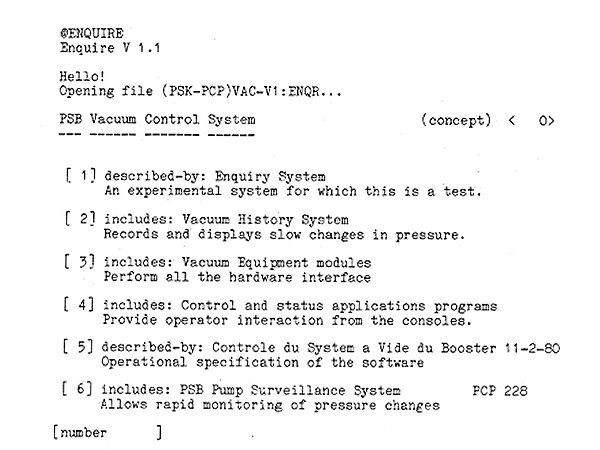 @ENQUIRE
Enquire V 1.1
Hello!
Opening file (PSK-PCP)VAC-V1:ENQR...
PSB Vacuum Control System (concept) < 0>
--- ------ ------- ------
[ 1] described-by: Enquiry System
An experimental system for which this is a test.
[ 2] includes: Vacuum History System
Records and displays slow changes in pressure.
[ 3] includes: Vacuum Equipment modules
Perform all the hardware interface
[ 4] includes: Control and status applications programs
Provide operator interaction from the consoles.
[ 5] described-by: Controle du System a Vide du Booster 11-2-80
Operational specification of the software
[ 6] includes: PSB Pump Surveillance System PCP 228
Allows rapid monitoring of pressure changes
[number ]